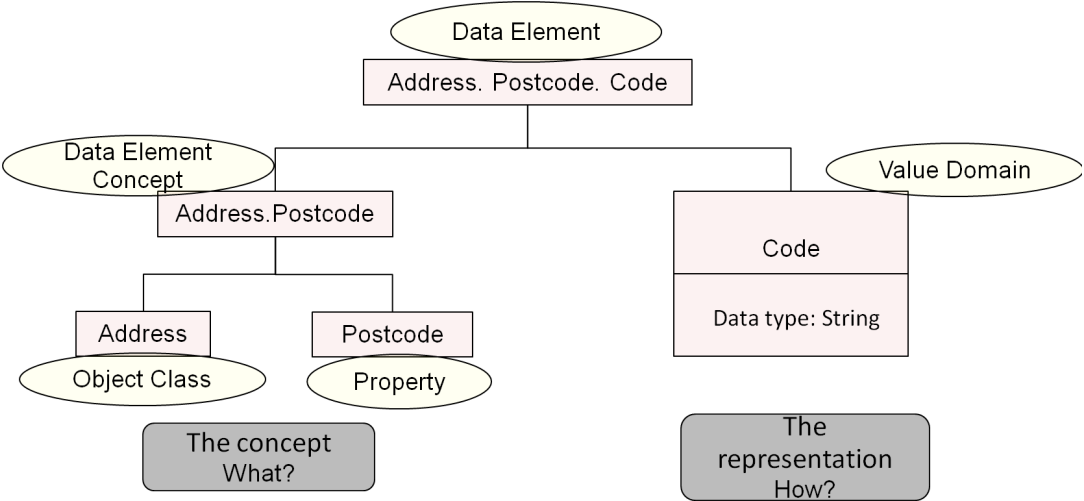 Data Element
Address. Postcode. Code
Data Element
Concept
Value Domain
Address.Postcode
Code
Data type: String
Address
Postcode
Object Class
Property
The concept
What?
The
representation
How?